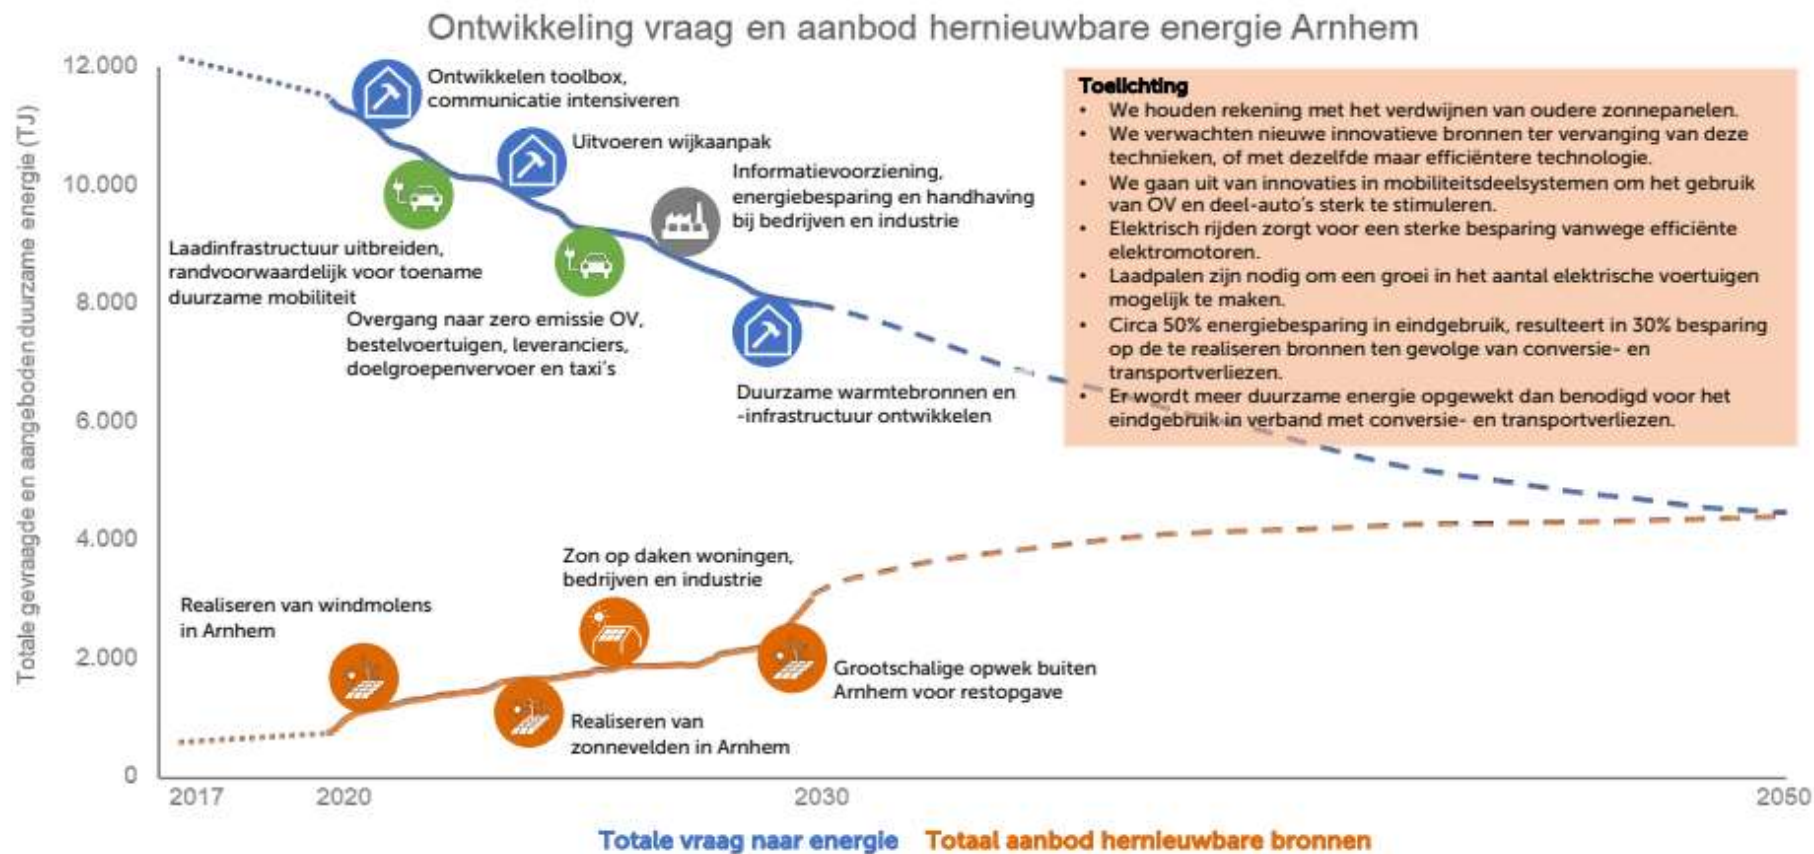 Ontwikkeling vraag en aanbod hernieuwbare energie Arnhem
Totale gevraagde en aangeboden duurzame energie (TJ)
12.000
10.000
8.000
6.000
4.000
2.000
0
Ontwikkelen toolbox,
communicatie intensiveren
Uitvoeren wijkaanpak
Informatievoorziening,
energiebesparing en handhaving
bij bedrijven en industrie
Laadinfrastructuur uitbreiden,
randvoorwaardelijk voor toename
duurzame mobiliteit
Overgang naar zero emissie OV,
bestelvoertuigen, leveranciers,
doelgroepenvervoer en taxi's
Duurzame warmtebronnen en
-infrastructuur ontwikkelen
Toelichting
• We houden rekening met het verdwijnen van oudere zonnepanelen.
• We verwachten nieuwe innovatieve bronnen ter vervanging van deze
technieken, of met dezelfde maar efficiëntere technologie.
• We gaan uit van innovaties in mobiliteitsdeelsystemen om het gebruik
van OV en deel-auto's sterk te stimuleren.
• Elektrisch rijden zorgt voor een sterke besparing vanwege efficiënte
elektromotoren.
• Laadpalen zijn nodig om een groei in het aantal elektrische voertuigen
mogelijk te maken.
• Circa 50% energiebesparing in eindgebruik, resulteert in 30% besparing
op de te realiseren bronnen ten gevolge van conversie- en
transportverliezen.
• Er wordt meer duurzame energie opgewekt dan benodigd voor het
eindgebruik in verband met conversie- en transportverliezen.
Zon op daken woningen,
bedrijven en industrie
Realiseren van windmolens
in Arnhem
Grootschalige opwek buiten
Arnhem voor restopgave
Realiseren van
zonnevelden in Arnhem
2017
2020
2030
2050
Totale vraag naar energie
Totaal aanbod hernieuwbare bronnen